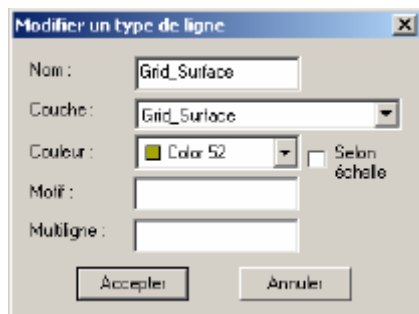 Modifier un type de ligne
Nom : Grid_Surface
Couche : Grid_Surface
Couleur : Color 52 Selon échelle
Motif :
Multiligne :
Accepter Annuler